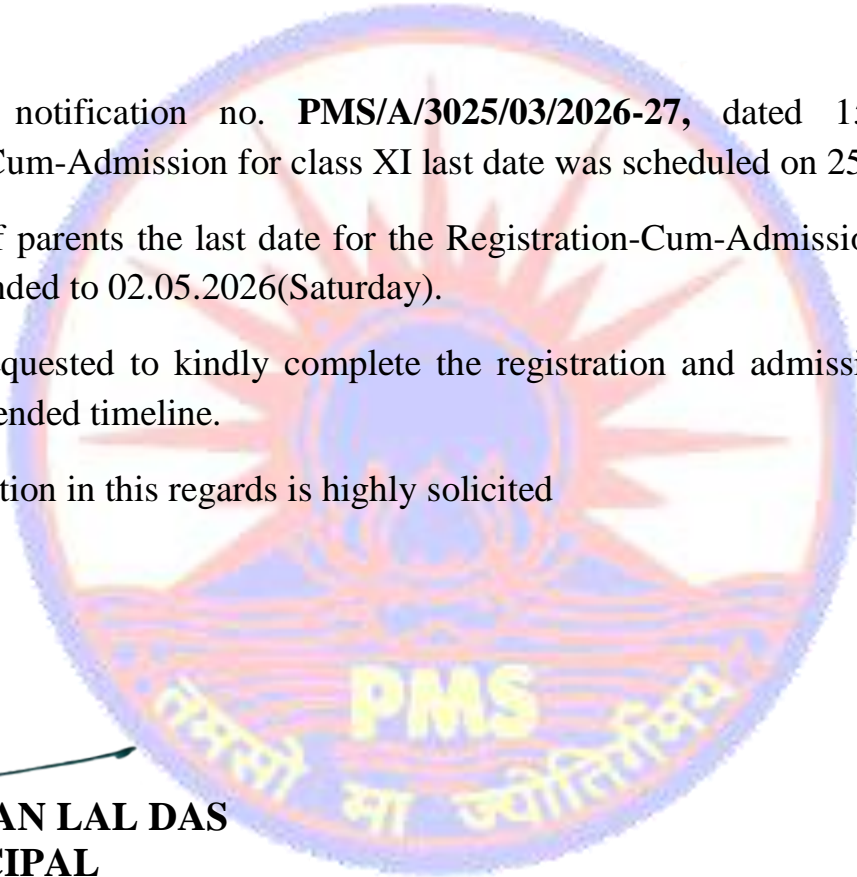 notification no. PMS/A/3025/03/2026-27, dated 1
Cum-Admission for class XI last date was scheduled on 25
f parents the last date for the Registration-Cum-Admissio
nded to 02.05.2026(Saturday).
quested to kindly complete the registration and admissi
ended timeline.
tion in this regards is highly solicited
PMS
तमसो मा ज्योतिर्गमय
AN LAL DAS
CIPAL